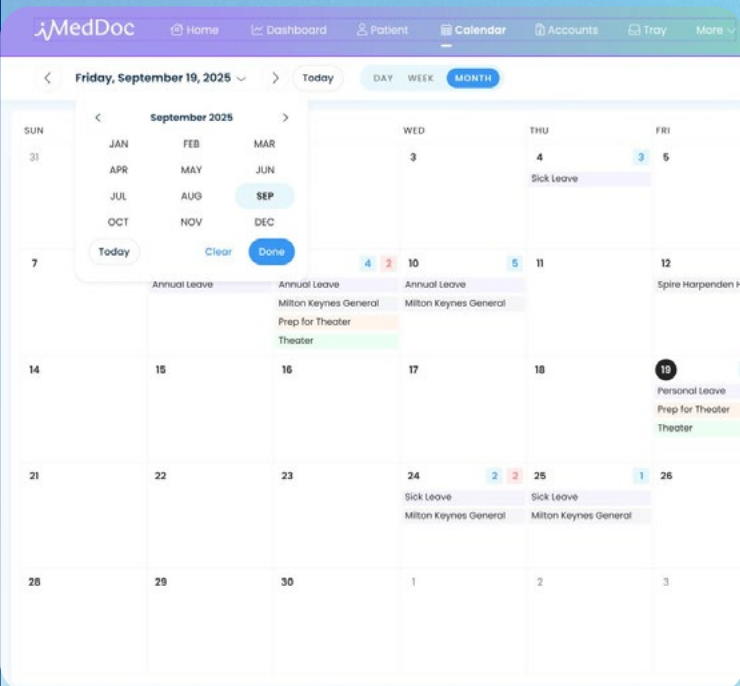 MedDoc Home Dashboard Patient Calendar Accounts Tray More
Friday, September 19, 2025 Today DAY WEEK MONTH
September 2025
JAN FEB MAR
APR MAY JUN
JUL AUG SEP
OCT NOV DEC
Today Clear Done
SUN WED THU FRI
31 3 4 3 5
Sick Leave
7 4 2 10 5 11 12
Annual Leave Annual Leave Annual Leave Spire Harpenden
Milton Keynes General Milton Keynes General
Prep for Theater
Theater
14 15 16 17 18 19
Personal Leave
Prep for Theater
Theater
21 22 23 24 2 2 25 1 26
Sick Leave Sick Leave
Milton Keynes General Milton Keynes General
28 29 30 1 2 3